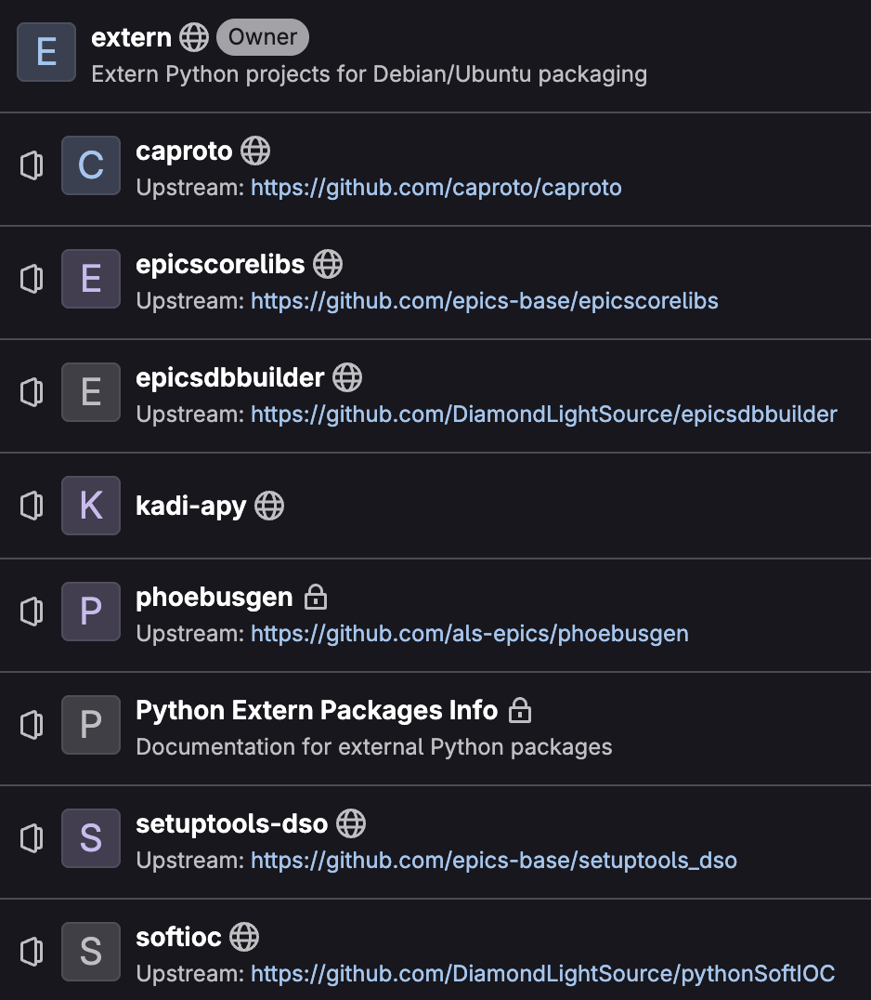 E
extern Owner
Extern Python projects for Debian/Ubuntu packaging
C
caproto
Upstream: https://github.com/caproto/caproto
E
epicscorelibs
Upstream: https://github.com/epics-base/epicscorelibs
E
epicsdbbuilder
Upstream: https://github.com/DiamondLightSource/epicsdbbuilder
K
kadi-apy
P
phoebusgen
Upstream: https://github.com/als-epics/phoebusgen
P
Python Extern Packages Info
Documentation for external Python packages
S
setuptools-dso
Upstream: https://github.com/epics-base/setuptools_dso
S
softioc
Upstream: https://github.com/DiamondLightSource/pythonSoftIOC